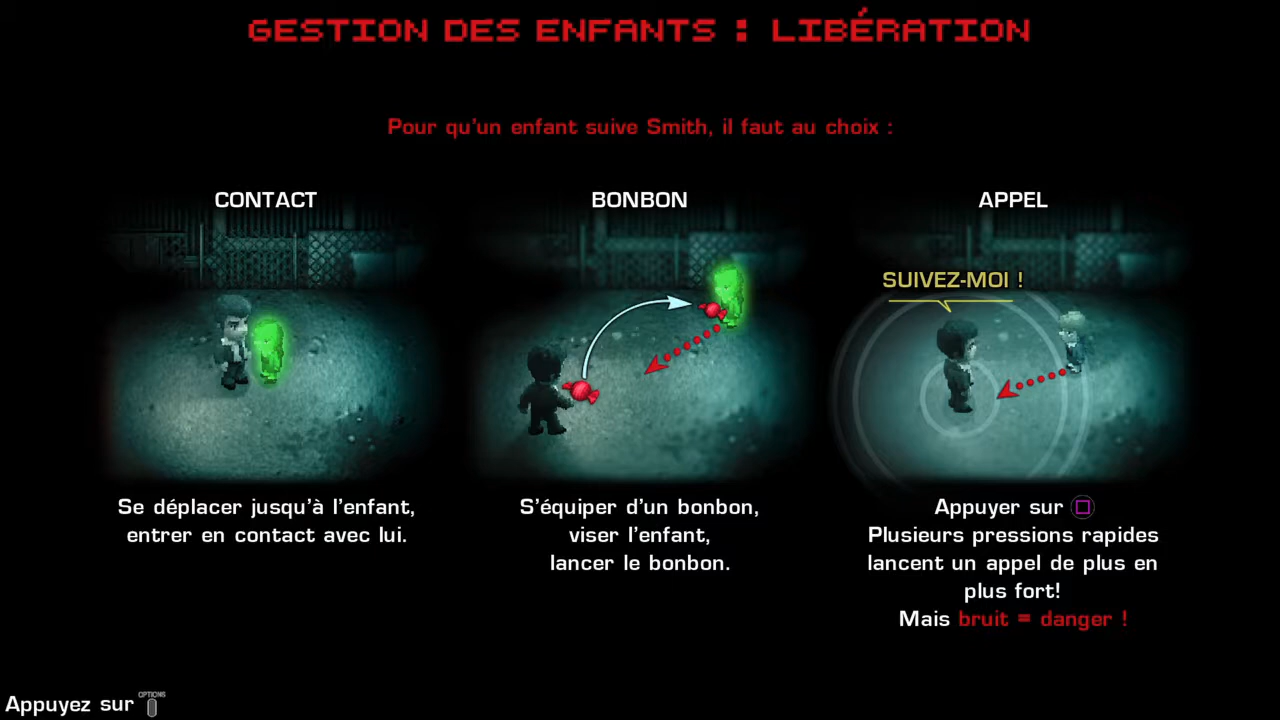 GESTION DES ENFANTS : LIBÉRATION
Pour qu'un enfant suive Smith, il faut au choix :
CONTACT
Se déplacer jusqu'à l'enfant,
entrer en contact avec lui.
BONBON
S'équiper d'un bonbon,
viser l'enfant,
lancer le bonbon.
APPEL
SUIVEZ-MOI !
Appuyer sur
Plusieurs pressions rapides
lancent un appel de plus en
plus fort!
Mais bruit = danger !
Appuyez sur OPTIONS